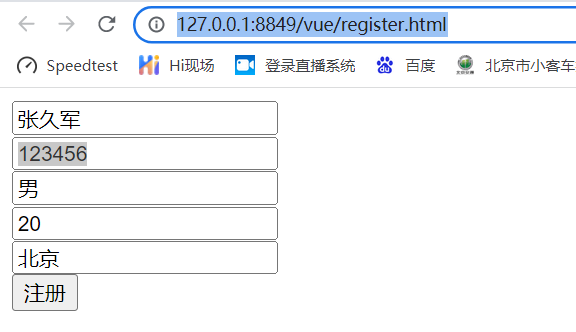 127.0.0.1:8849/vue/register.html
Speedtest Hi现场 登录直播系统 百度 北京市小客车
张久军
123456
男
20
北京
注册